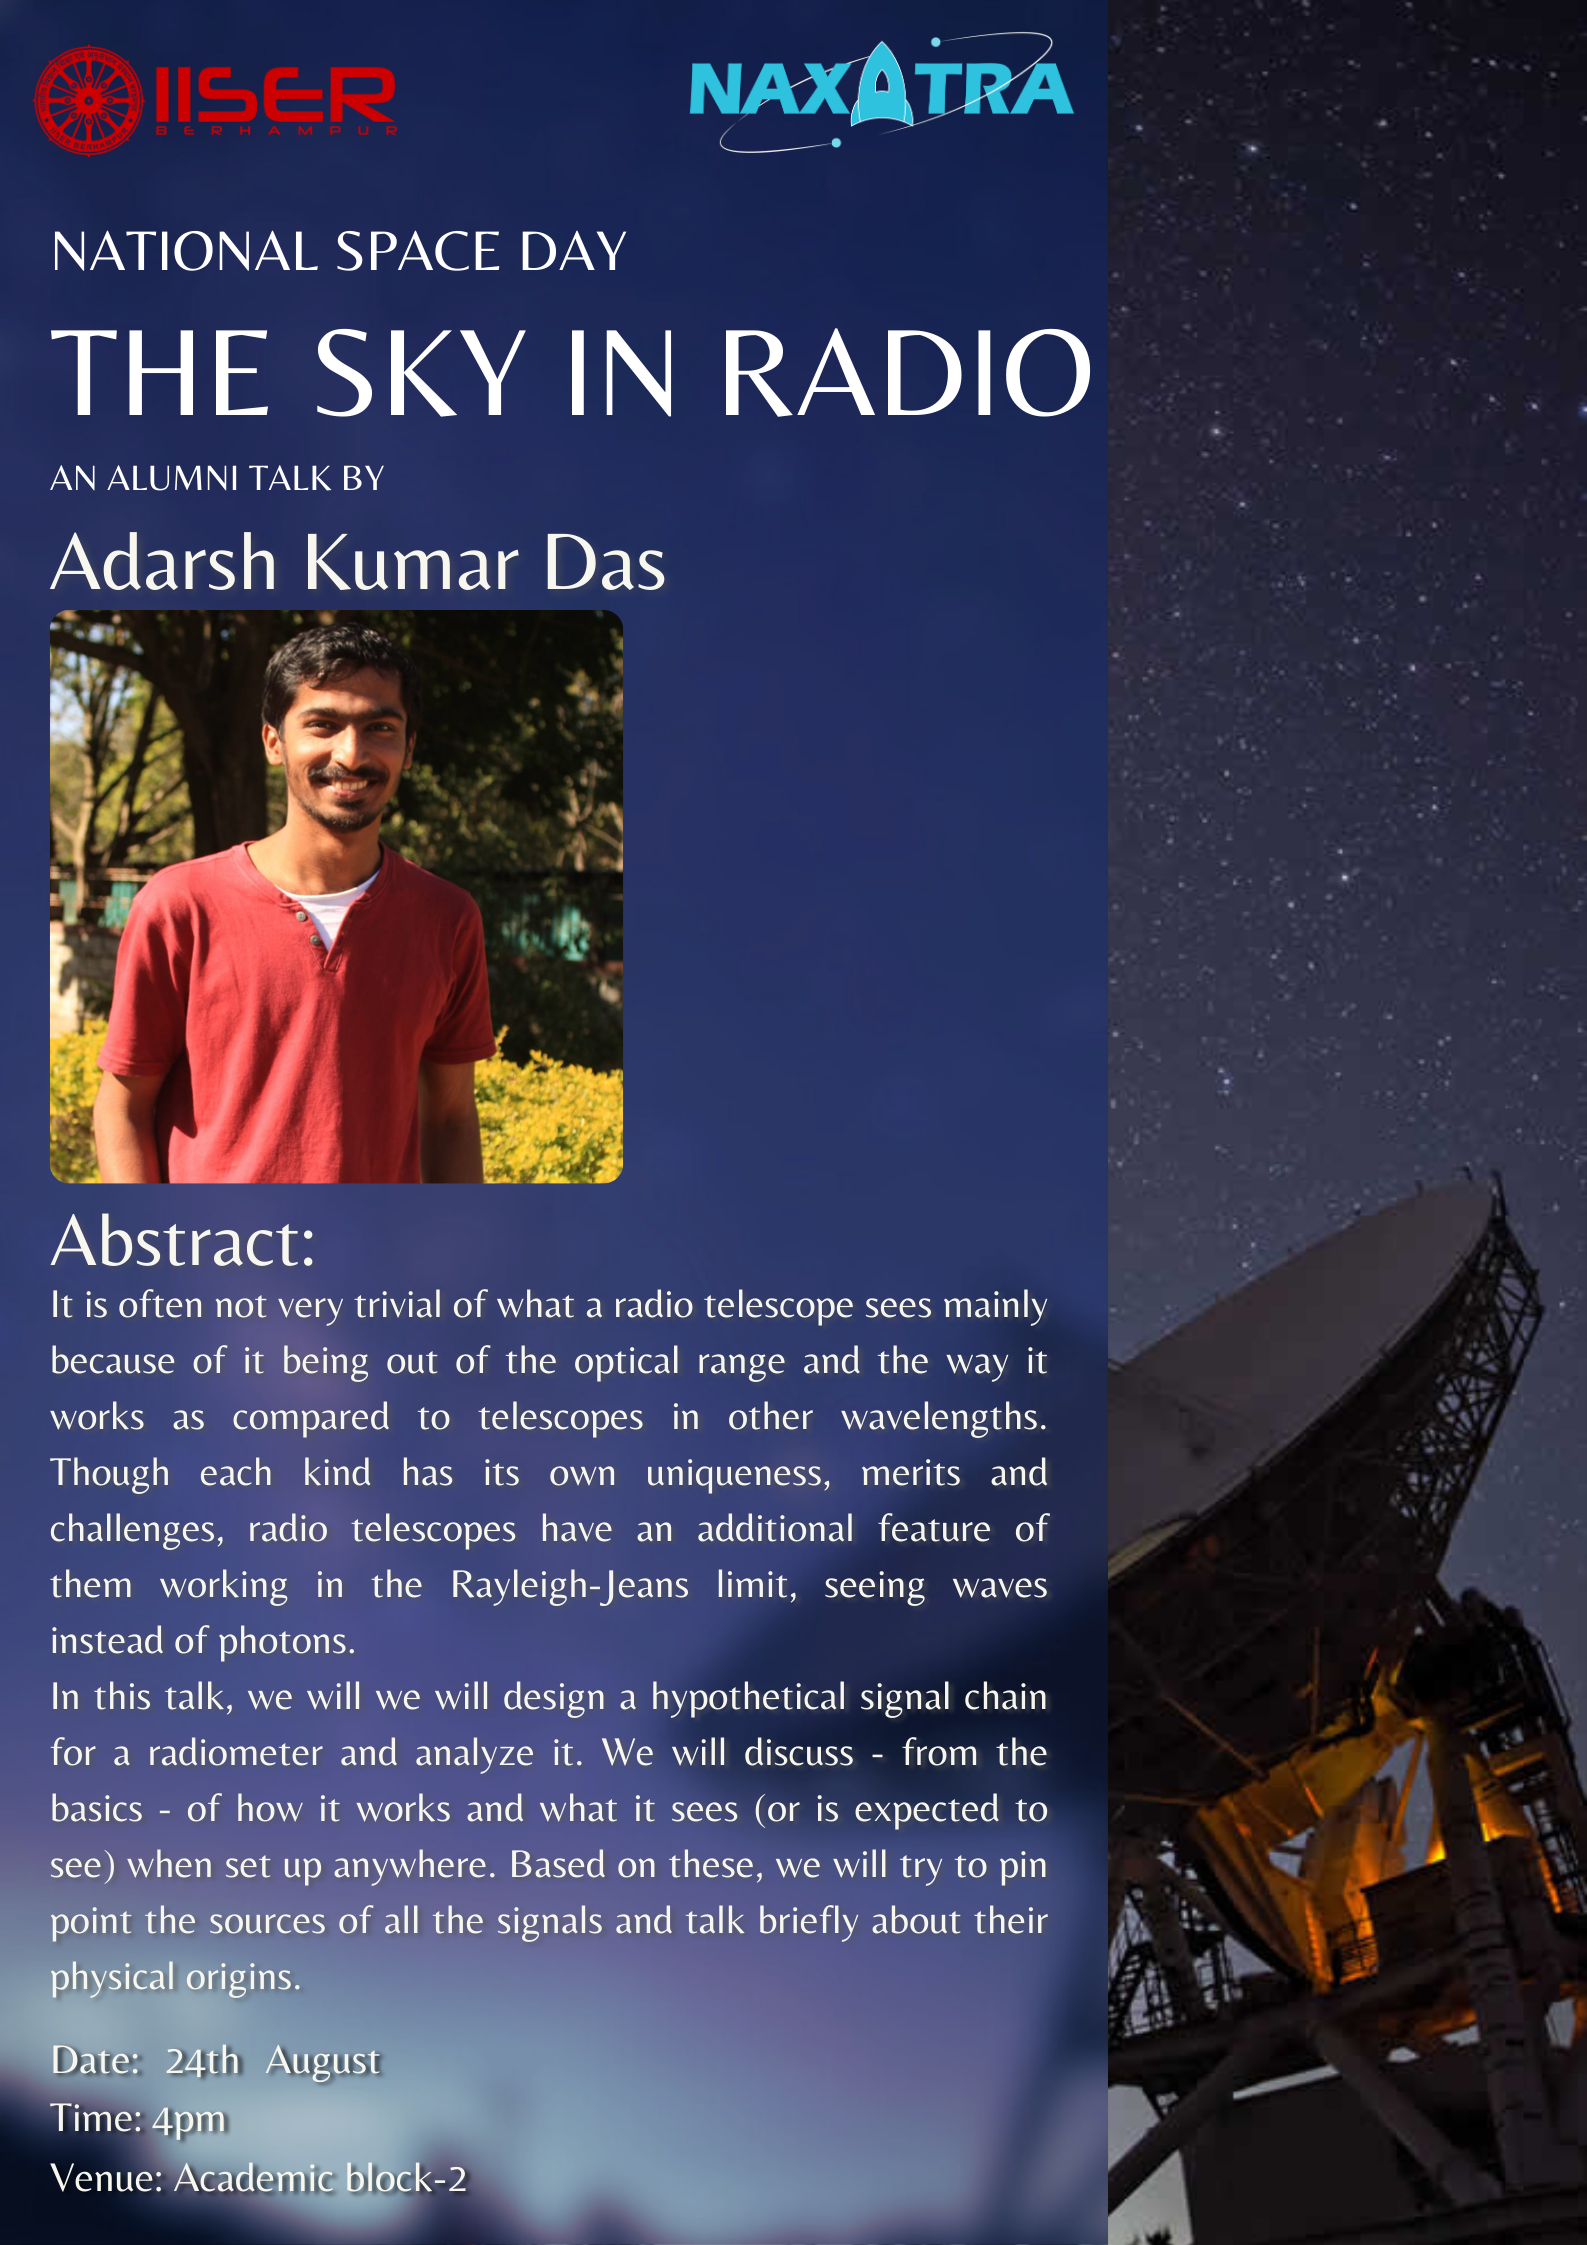 IISER
BERHAMPUR
NAXATRA
NATIONAL SPACE DAY
THE SKY IN RADIO
AN ALUMNI TALK BY
Adarsh Kumar Das
Abstract:
It is often not very trivial of what a radio telescope sees mainly
because of it being out of the optical range and the way it
works as compared to telescopes in other wavelengths.
Though each kind has its own uniqueness, merits and
challenges, radio telescopes have an additional feature of
them working in the Rayleigh-Jeans limit, seeing waves
instead of photons.
In this talk, we will we will design a hypothetical signal chain
for a radiometer and analyze it. We will discuss - from the
basics - of how it works and what it sees (or is expected to
see) when set up anywhere. Based on these, we will try to pin
point the sources of all the signals and talk briefly about their
physical origins.
Date: 24th August
Time: 4pm
Venue: Academic block-2